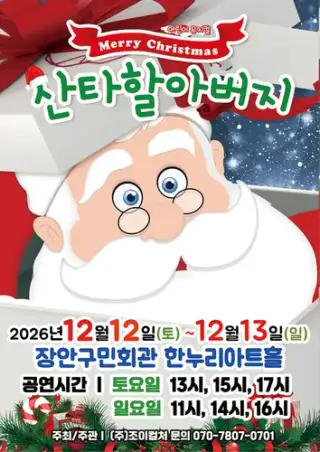 Merry Christmas
산타할아버지
2026년 12월 12일(토) ~12월 13일(일)
장안구민회관 한누리아트홀
공연시간 | 토요일 13시, 15시, 17시
일요일 11시, 14시, 16시
주최/주관 | (주)조이컬처 문의 070-7807-0701